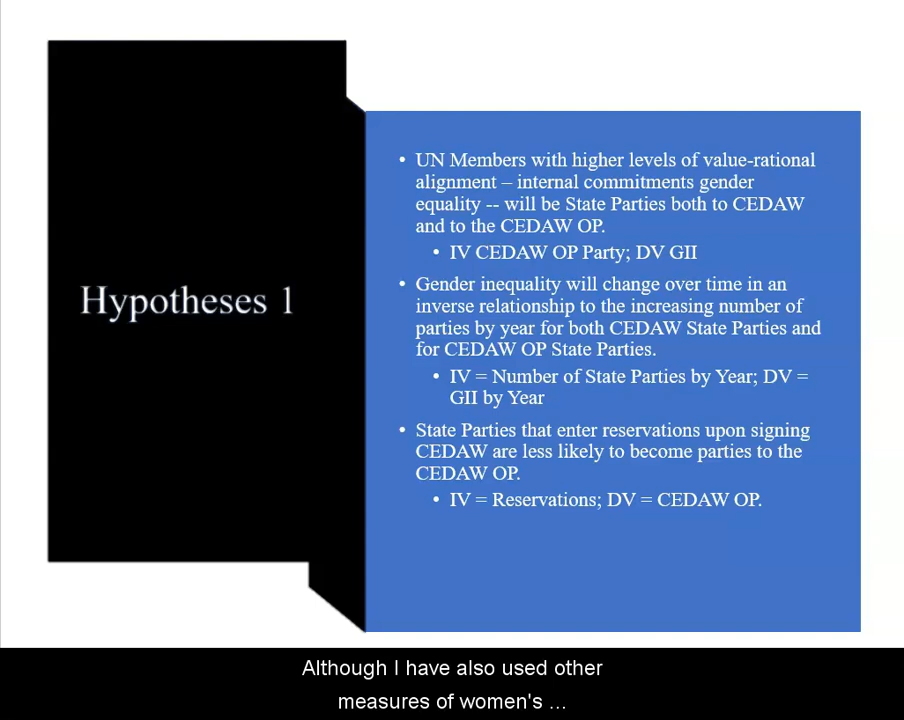 Hypotheses 1
• UN Members with higher levels of value-rational
alignment – internal commitments gender
equality -- will be State Parties both to CEDAW
and to the CEDAW OP.
• IV CEDAW OP Party; DV GII
• Gender inequality will change over time in an
inverse relationship to the increasing number of
parties by year for both CEDAW State Parties and
for CEDAW OP State Parties.
• IV = Number of State Parties by Year; DV =
GII by Year
• State Parties that enter reservations upon signing
CEDAW are less likely to become parties to the
CEDAW OP.
• IV = Reservations; DV = CEDAW OP.
Although I have also used other
measures of women's ...